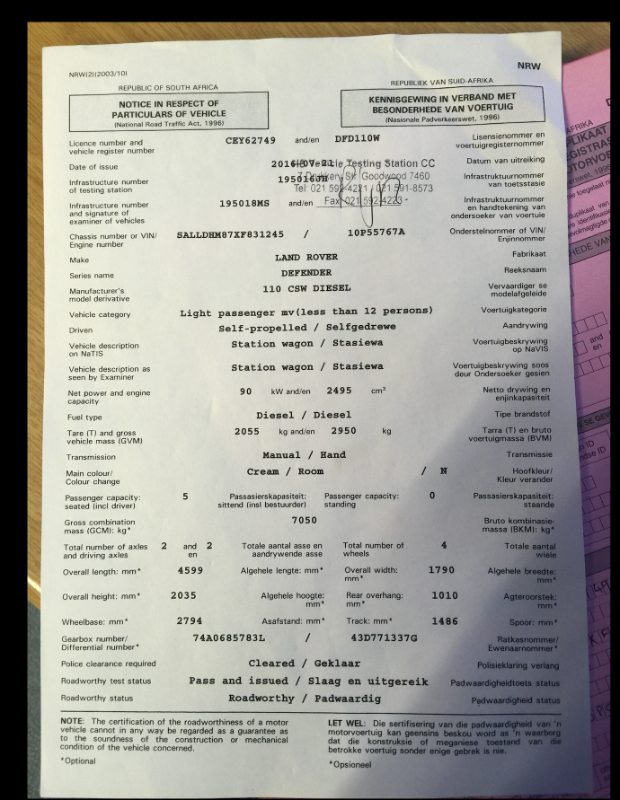 NRW(2)(2003/10)
NRW
REPUBLIC OF SOUTH AFRICA
REPUBLIEK VAN SUID-AFRIKA
NOTICE IN RESPECT OF
PARTICULARS OF VEHICLE
(National Road Traffic Act, 1996)
KENNISGEWING IN VERBAND MET
BESONDERHEDE VAN VOERTUIG
(Nasionale Padverkeerswet, 1996)
Licence number and
vehicle register number
CEY62749 and/en DFD110W
Lisensienommer en
voertuigregisternommer
Date of issue
Datum van uitreiking
Testing Station CC
Goodwood 7460
Tel: 021 592-4221 / 021 591-8573
Fax: 021 592 4223
Infrastructure number
of testing station
Infrastruktuurnommer
van toetsstasie
Infrastructure number
and signature of
examiner of vehicles
195018MS and/en
Infrastruktuurnommer
en handtekening van
ondersoeker van voertuie
Chassis number or VIN/
Engine number
SALLDHM87XF831245 / 10P55767A
Onderstelnommer of VIN/
Enjinnommer
Make LAND ROVER Fabrikaat
Series name DEFENDER Reeksnaam
Manufacturer's
model derivative
110 CSW DIESEL
Vervaardiger se
modelafgeleide
Vehicle category Light passenger mv(less than 12 persons) Voertuigkategorie
Driven Self-propelled / Selfgedrewe Aandrywing
Vehicle description
on NaTIS
Station wagon / Stasiewa
Voertuigbeskrywing
op NaVIS
Vehicle description as
seen by Examiner
Station wagon / Stasiewa
Voertuigbeskrywing soos
deur Ondersoeker gesien
Net power and engine
capacity
90 kW and/en 2495 cm³
Netto drywing en
enjinkapasiteit
Fuel type Diesel / Diesel Tipe brandstof
Tare (T) and gross
vehicle mass (GVM)
2055 kg and/en 2950 kg
Tarra (T) en bruto
voertuigmassa (BVM)
Transmission Manual / Hand Transmissie
Main colour/
Colour change
Cream / Room / N
Hoofkleur/
Kleur verander
Passenger capacity:
seated (incl driver)
5
Passasierskapasiteit:
sittend (insl bestuurder)
Passenger capacity:
standing
0
Passasierskapasiteit:
staande
Gross combination
mass (GCM): kg*
7050
Bruto kombinasie-
massa (BKM): kg*
Total number of axles
and driving axles
2 and 2
en
Totale aantal asse en
aandrywende asse
Total number of
wheels
4
Totale aantal
wiele
Overall length: mm* 4599 Algehele lengte: mm*
Overall width:
mm*
1790
Algehele breedte:
mm*
Overall height: mm* 2035
Algehele hoogte:
mm*
Rear overhang:
mm*
1010
Agteroorstek:
mm*
Wheelbase: mm* 2794 Asafstand: mm* Track: mm* 1486 Spoor: mm*
Gearbox number/
Differential number*
74A0685783L / 43D771337G
Ratkasnommer/
Ewenaarnommer*
Police clearance required Cleared / Geklaar Polisieklaring verlang
Roadworthy test status Pass and issued / Slaag en uitgereik Padwaardigheidtoets status
Roadworthy status Roadworthy / Padwaardig Padwaardigheid status
NOTE: The certification of the roadworthiness of a motor
vehicle cannot in any way be regarded as a guarantee as
to the soundness of the construction or mechanical
condition of the vehicle concerned.
*Optional
LET WEL: Die sertifisering van die padwaardigheid van 'n
motorvoertuig kan geensins beskou word as 'n waarborg
dat die konstruksie of meganiese toestand van die
betrokke voertuig sonder enige gebrek is nie.
*Opsioneel